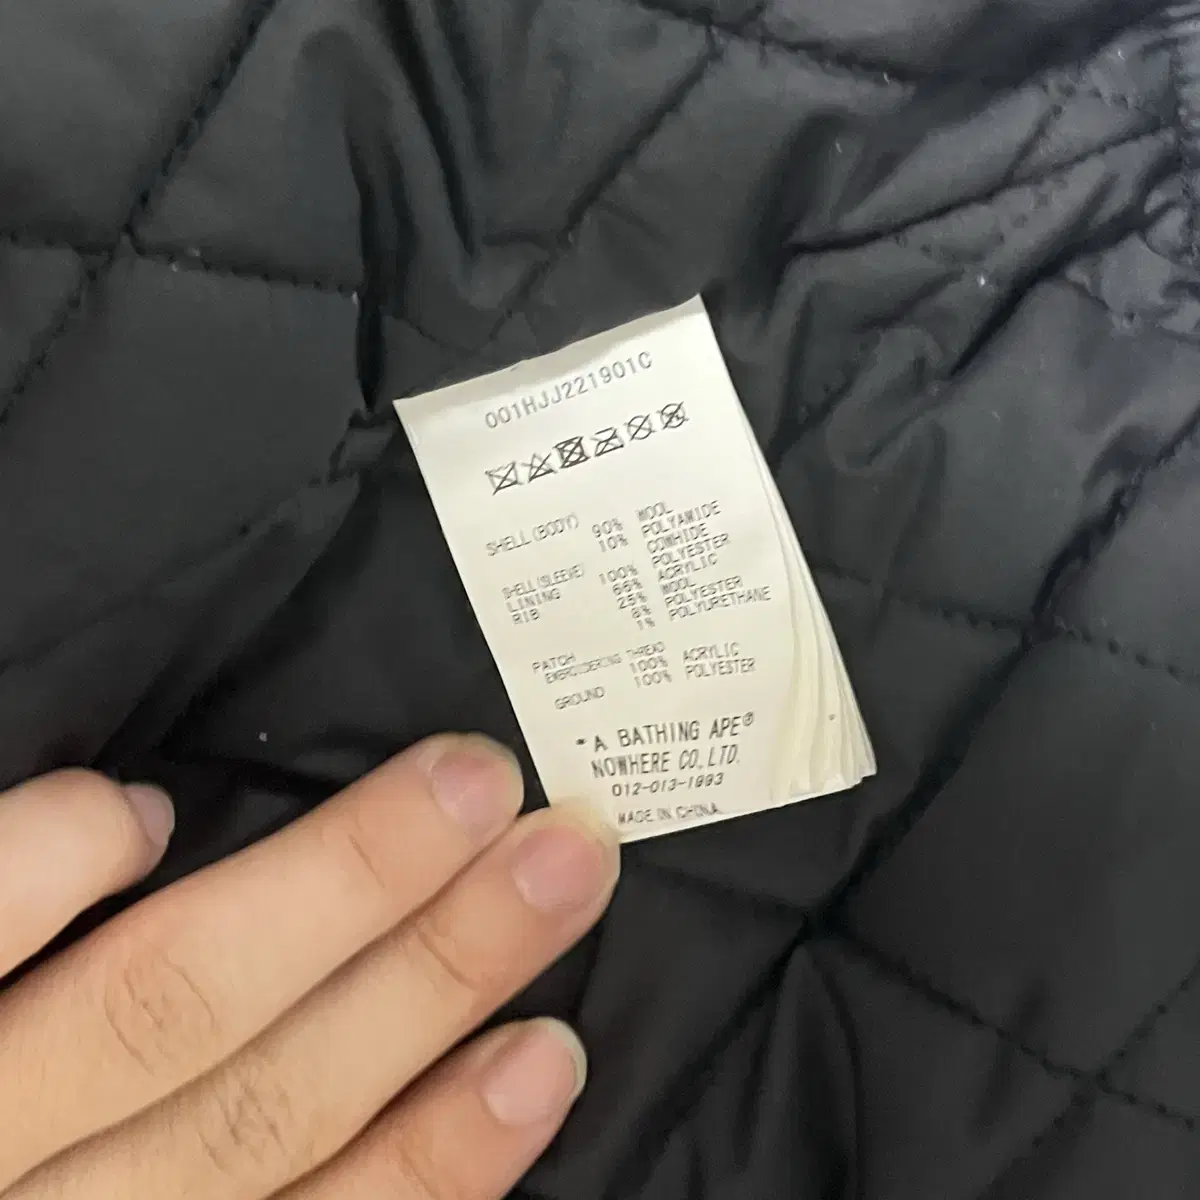 001HJJ221901C
SHELL(BODY) 90% WOOL
10% POLYAMIDE
SHELL(SLEEVE) COWHIDE
LINING 100% POLYESTER
RIB 66% ACRYLIC
25% WOOL
8% POLYESTER
1% POLYURETHANE
PATCH
EMBROIDERING THREAD
100% ACRYLIC
GROUND 100% POLYESTER
*A BATHING APE®
NOWHERE CO.,LTD.
012-013-1993
MADE IN CHINA